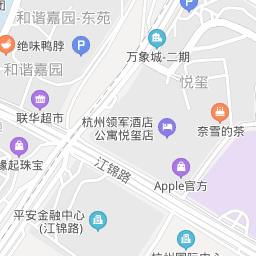 和谐嘉园-东苑
绝味鸭脖
万象城-二期
和谐嘉园
悦玺
联华超市
杭州领军酒店
公寓悦玺店
奈雪的茶
缘起珠宝
江锦路
Apple官方
平安金融中心
(江锦路)
杭州国际中心